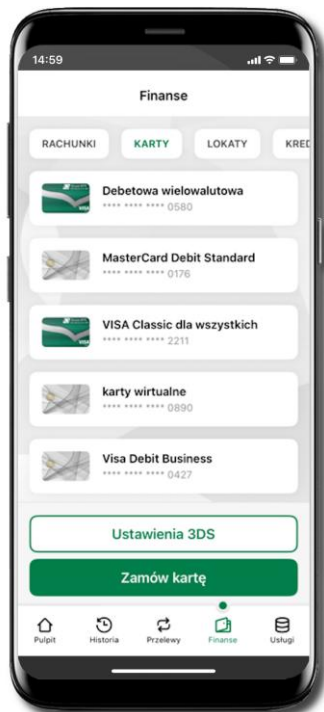 14:59
Finanse
RACHUNKI KARTY LOKATY KRED
Debetowa wielowalutowa
**** **** **** 0580
MasterCard Debit Standard
**** **** **** 0176
VISA Classic dla wszystkich
**** **** **** 2211
karty wirtualne
**** **** **** 0890
Visa Debit Business
**** **** **** 0427
Ustawienia 3DS
Zamów kartę
Pulpit Historia Przelewy Finanse Usługi